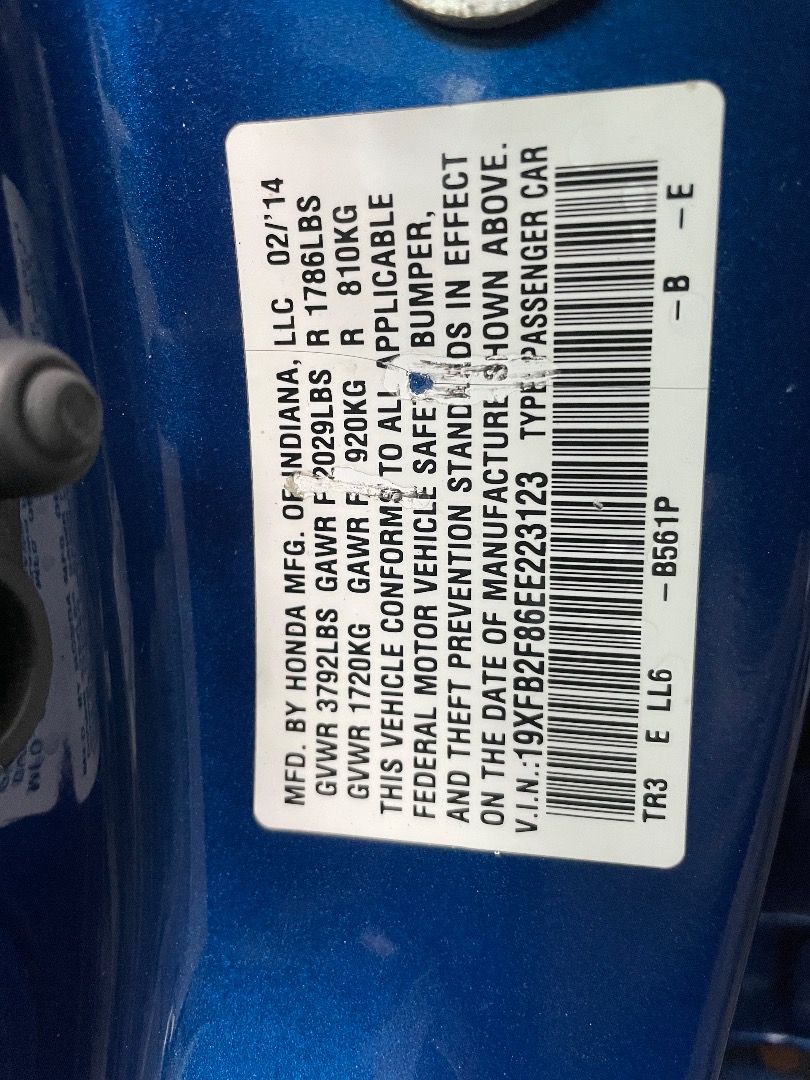 MFD. BY HONDA MFG. OF INDIANA, LLC 02/'14
GVWR 3792LBS GAWR F 2029LBS R 1786LBS
GVWR 1720KG GAWR F 920KG R 810KG
THIS VEHICLE CONFORMS TO ALL APPLICABLE
FEDERAL MOTOR VEHICLE SAFET BUMPER,
AND THEFT PREVENTION STAND DS IN EFFECT
ON THE DATE OF MANUFACTURE SHOWN ABOVE.
V.I.N.:19XFB2F86EE223123 TYPE PASSENGER CAR
TR3 E LL6 -B561P -B -E